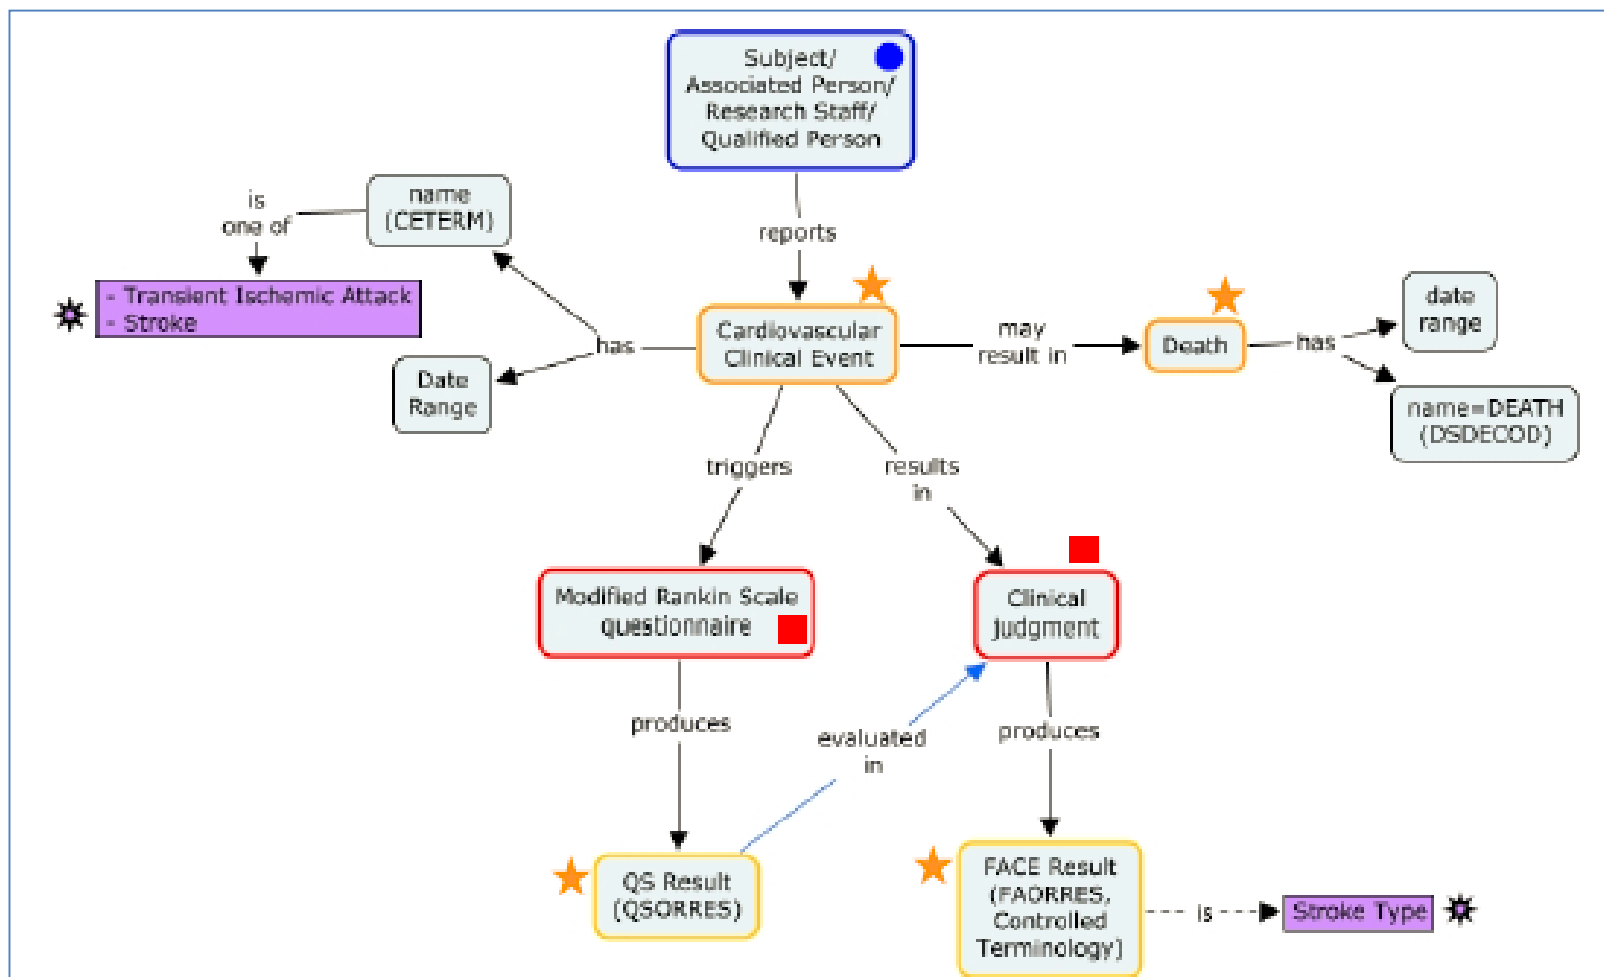 Subject/
Associated Person/
Research Staff/
Qualified Person
is
one of
name
(CETERM)
reports
- Transient Ischemic Attack
- Stroke
has
Date
Range
Cardiovascular
Clinical Event
may
result in
Death
has
date
range
name=DEATH
(DSDECOD)
triggers
results
in
Modified Rankin Scale
questionnaire
Clinical
judgment
produces
evaluated
in
produces
QS Result
(QSORRES)
FACE Result
(FAORRES,
Controlled
Terminology)
is
Stroke Type